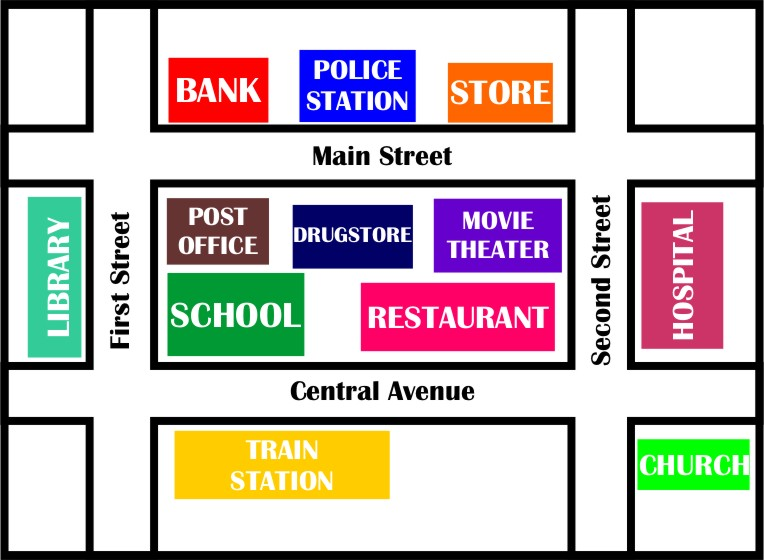 BANK
POLICE
STATION
STORE
Main Street
LIBRARY
First Street
POST
OFFICE
DRUGSTORE
MOVIE
THEATER
SCHOOL
RESTAURANT
Second Street
HOSPITAL
Central Avenue
TRAIN
STATION
CHURCH